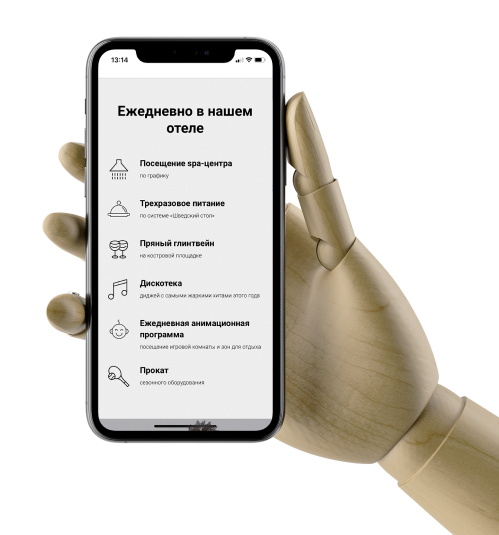 13:14
Ежедневно в нашем
отеле
Посещение spa-центра
по графику
Трехразовое питание
по системе «Шведский стол»
Пряный глинтвейн
на костровой площадке
Дискотека
диджей с самыми жаркими хитами этого года
Ежедневная анимационная
программа
посещение игровой комнаты и зон для отдыха
Прокат
сезонного оборудования